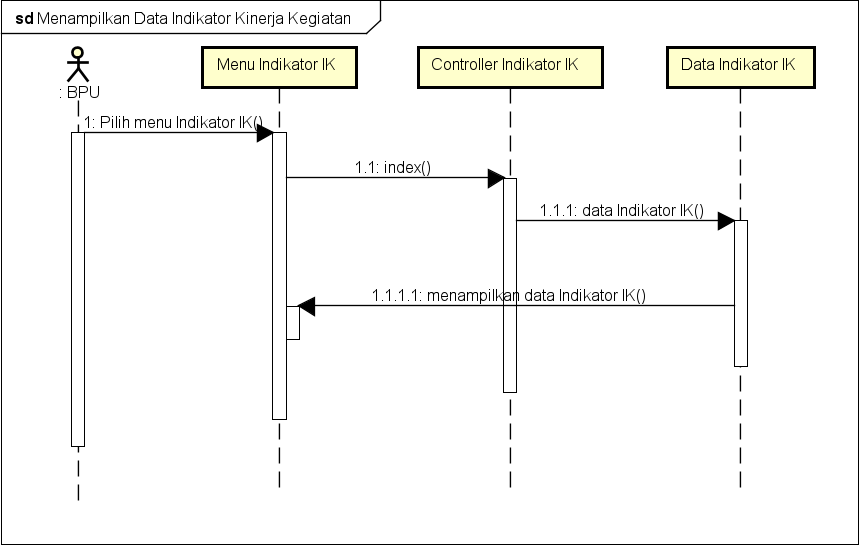 sd Menampilkan Data Indikator Kinerja Kegiatan
: BPU
Menu Indikator IK
Controller Indikator IK
Data Indikator IK
1: Pilih menu Indikator IK()
1.1: index()
1.1.1: data Indikator IK()
1.1.1.1: menampilkan data Indikator IK()